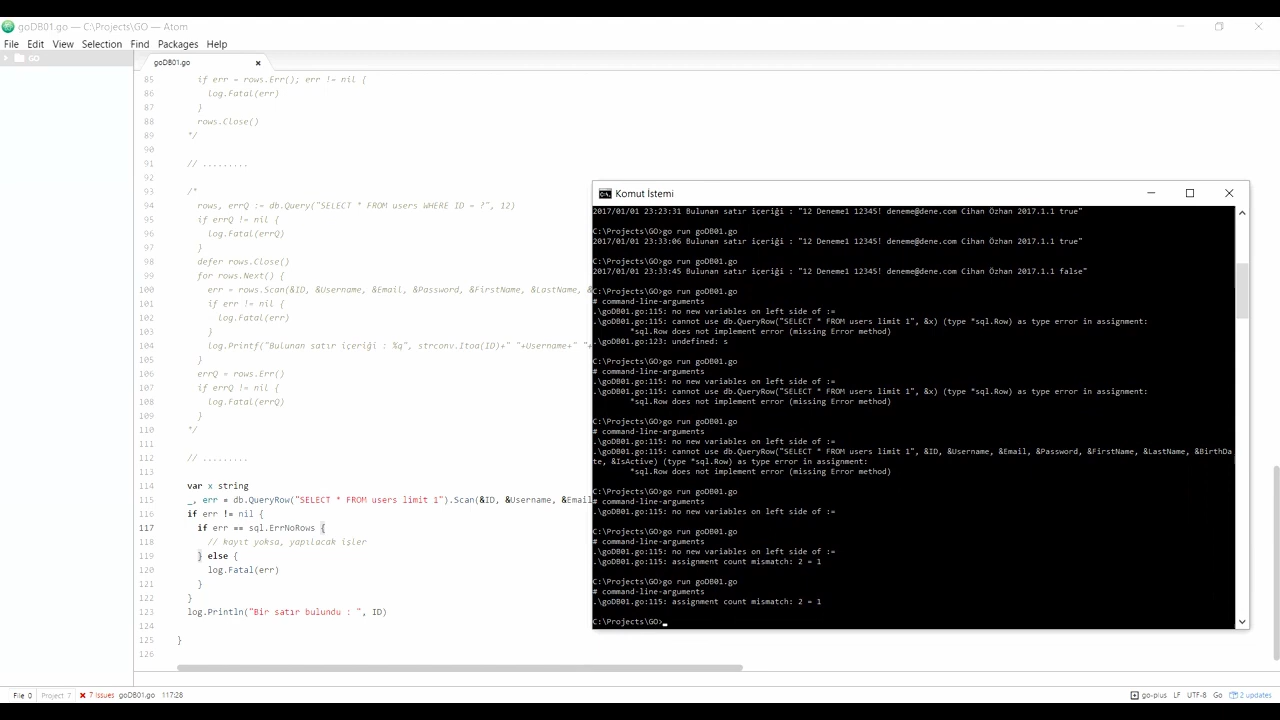 goDB01.go — C:\Projects\GO — Atom
File Edit View Selection Find Packages Help
GO
goDB01.go
85 if err = rows.Err(); err != nil {
86 log.Fatal(err)
87 }
88 rows.Close()
89 */
90
91 // .........
92
93 /*
94 rows, errQ := db.Query("SELECT * FROM users WHERE ID = ?", 12)
95 if errQ != nil {
96 log.Fatal(errQ)
97 }
98 defer rows.Close()
99 for rows.Next() {
100 err = rows.Scan(&ID, &Username, &Email, &Password, &FirstName, &LastName, &
101 if err != nil {
102 log.Fatal(err)
103 }
104 log.Printf("Bulunan satır içeriği : %q", strconv.Itoa(ID)+" "+Username+" "+
105 }
106 errQ = rows.Err()
107 if errQ != nil {
108 log.Fatal(errQ)
109 }
110 */
111
112 // .........
113
114 var x string
115 _, err = db.QueryRow("SELECT * FROM users limit 1").Scan(&ID, &Username, &Email
116 if err != nil {
117 if err == sql.ErrNoRows {
118 // kayıt yoksa, yapılacak işler
119 } else {
120 log.Fatal(err)
121 }
122 }
123 log.Println("Bir satır bulundu : ", ID)
124
125 }
126
Komut İstemi
2017/01/01 23:23:31 Bulunan satır içeriği : "12 Deneme1 12345! deneme@dene.com Cihan Özhan 2017.1.1 true"
C:\Projects\GO>go run goDB01.go
2017/01/01 23:33:06 Bulunan satır içeriği : "12 Deneme1 12345! deneme@dene.com Cihan Özhan 2017.1.1 true"
C:\Projects\GO>go run goDB01.go
2017/01/01 23:33:45 Bulunan satır içeriği : "12 Deneme1 12345! deneme@dene.com Cihan Özhan 2017.1.1 false"
C:\Projects\GO>go run goDB01.go
# command-line-arguments
.\goDB01.go:115: no new variables on left side of :=
.\goDB01.go:115: cannot use db.QueryRow("SELECT * FROM users limit 1", &x) (type *sql.Row) as type error in assignment:
*sql.Row does not implement error (missing Error method)
.\goDB01.go:123: undefined: s
C:\Projects\GO>go run goDB01.go
# command-line-arguments
.\goDB01.go:115: no new variables on left side of :=
.\goDB01.go:115: cannot use db.QueryRow("SELECT * FROM users limit 1", &x) (type *sql.Row) as type error in assignment:
*sql.Row does not implement error (missing Error method)
C:\Projects\GO>go run goDB01.go
# command-line-arguments
.\goDB01.go:115: no new variables on left side of :=
.\goDB01.go:115: cannot use db.QueryRow("SELECT * FROM users limit 1", &ID, &Username, &Email, &Password, &FirstName, &LastName, &BirthDa
te, &IsActive) (type *sql.Row) as type error in assignment:
*sql.Row does not implement error (missing Error method)
C:\Projects\GO>go run goDB01.go
# command-line-arguments
.\goDB01.go:115: no new variables on left side of :=
C:\Projects\GO>go run goDB01.go
# command-line-arguments
.\goDB01.go:115: no new variables on left side of :=
.\goDB01.go:115: assignment count mismatch: 2 = 1
C:\Projects\GO>go run goDB01.go
# command-line-arguments
.\goDB01.go:115: assignment count mismatch: 2 = 1
C:\Projects\GO>
File 0 Project 7 7 Issues goDB01.go 117:28 go-plus LF UTF-8 Go 2 updates